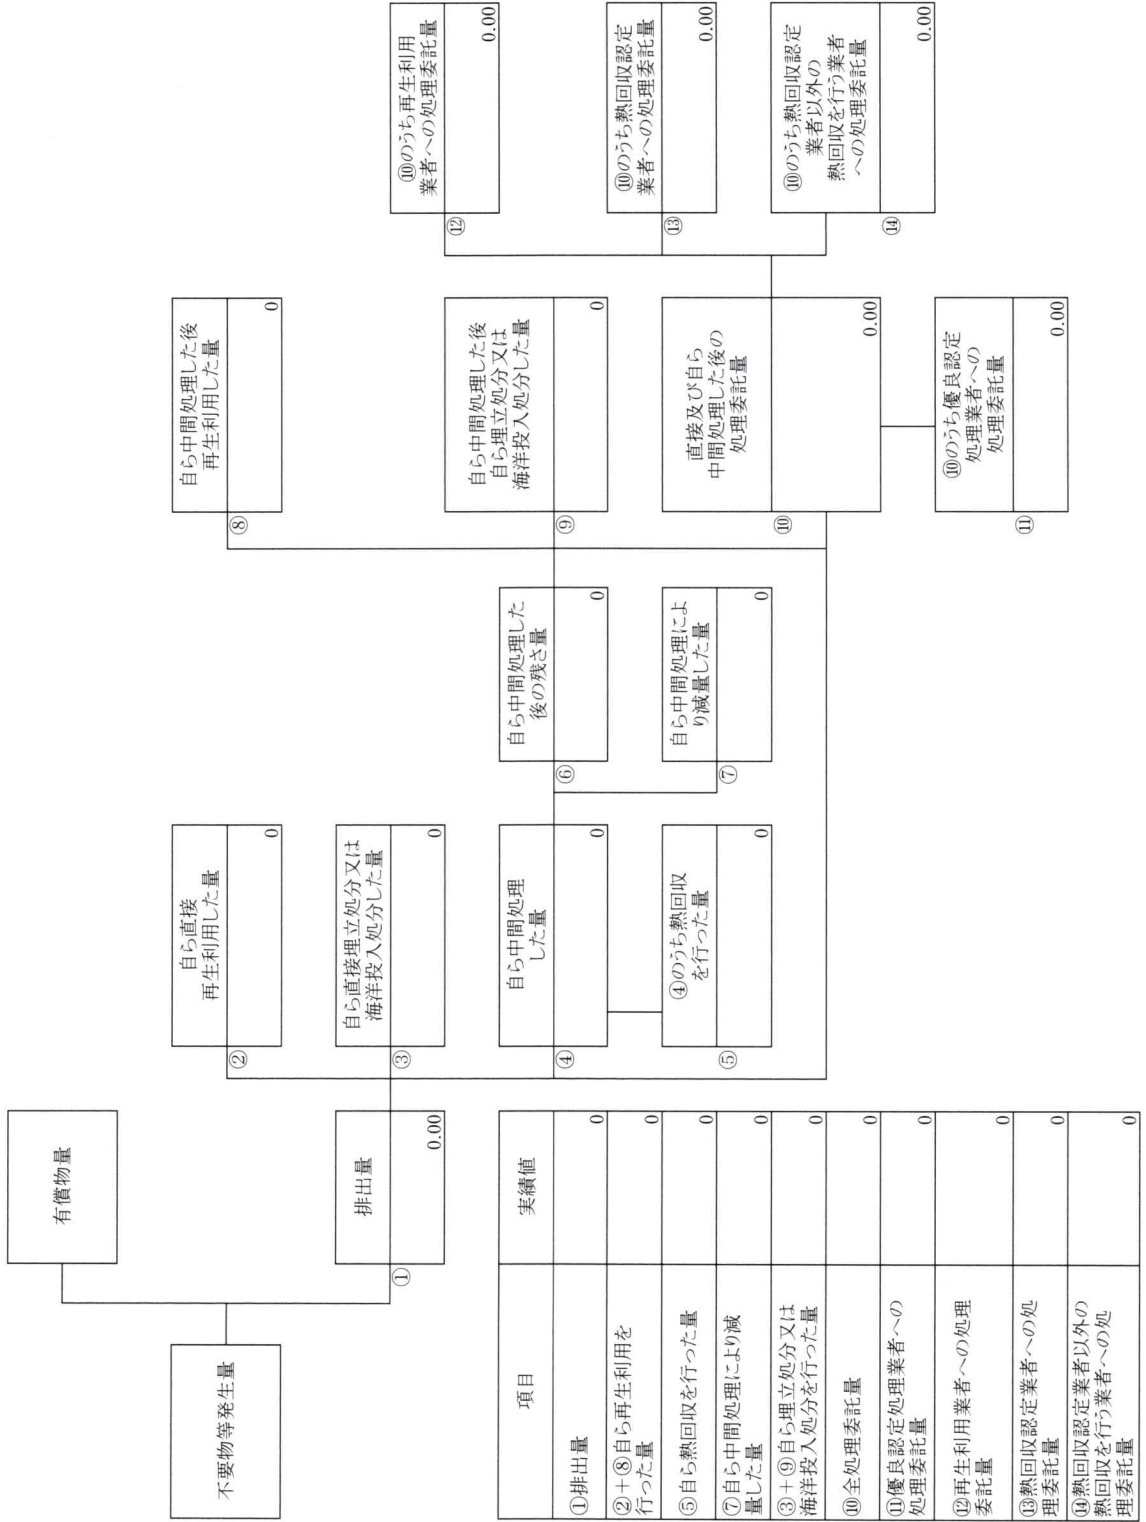 不要物等発生量
有償物量
排出量
①
0.00
自ら直接
再生利用した量
②
0
自ら直接埋立処分又は
海洋投入処分した量
③
0
自ら中間処理
した量
④
0
④のうち熱回収
を行った量
⑤
0
自ら中間処理した
後の残さ量
⑥
0
自ら中間処理によ
り減量した量
⑦
0
自ら中間処理した後
再生利用した量
⑧
0
自ら中間処理した後
自ら埋立処分又は
海洋投入処分した量
⑨
0
直接及び自ら
中間処理した後の
処理委託量
⑩
0.00
⑩のうち優良認定
処理業者への
処理委託量
⑪
0.00
⑩のうち再生利用
業者への処理委託量
⑫
0.00
⑩のうち熱回収認定
業者への処理委託量
⑬
0.00
⑩のうち熱回収認定
業者以外の
熱回収を行う業者
への処理委託量
⑭
0.00
項目
実績値
①排出量
0
②+⑧自ら再生利用を
行った量
0
⑤自ら熱回収を行った量
0
⑦自ら中間処理により減
量した量
0
③+⑨自ら埋立処分又は
海洋投入処分を行った量
0
⑩全処理委託量
0
⑪優良認定処理業者への
処理委託量
0
⑫再生利用業者への処理
委託量
0
⑬熱回収認定業者への処
理委託量
0
⑭熱回収認定業者以外の
熱回収を行う業者への処
理委託量
0